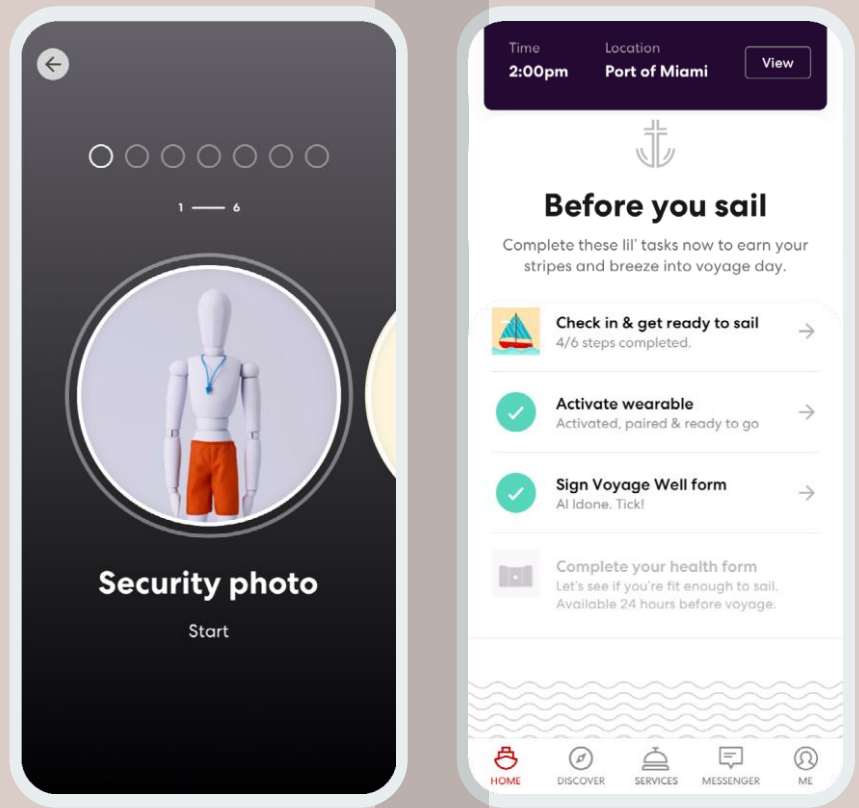 1 — 6
Security photo
Start
Time
Location
2:00pm
Port of Miami
View
Before you sail
Complete these lil' tasks now to earn your
stripes and breeze into voyage day.
Check in & get ready to sail
4/6 steps completed.
Activate wearable
Activated, paired & ready to go
Sign Voyage Well form
Al ldone. Tick!
Complete your health form
Let's see if you're fit enough to sail.
Available 24 hours before voyage.
HOME
DISCOVER
SERVICES
MESSENGER
ME